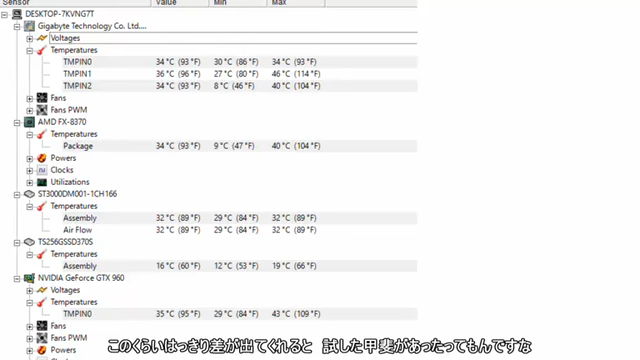 Sensor Value Min Max
DESKTOP-7KVNG7T
Gigabyte Technology Co. Ltd....
Voltages
Temperatures
TMPIN0 34 °C (93 °F) 30 °C (86 °F) 34 °C (93 °F)
TMPIN1 36 °C (96 °F) 27 °C (80 °F) 46 °C (114 °F)
TMPIN2 34 °C (93 °F) 8 °C (46 °F) 40 °C (104 °F)
Fans
Fans PWM
AMD FX-8370
Temperatures
Package 34 °C (93 °F) 9 °C (47 °F) 40 °C (104 °F)
Powers
Clocks
Utilizations
ST3000DM001-1CH166
Temperatures
Assembly 32 °C (89 °F) 29 °C (84 °F) 32 °C (89 °F)
Air Flow 32 °C (89 °F) 29 °C (84 °F) 32 °C (89 °F)
TS256GSSD370S
Temperatures
Assembly 16 °C (60 °F) 12 °C (53 °F) 19 °C (66 °F)
NVIDIA GeForce GTX 960
Voltages
Temperatures
TMPIN0 35 °C (95 °F) 29 °C (84 °F) 43 °C (109 °F)
Fans
Fans PWM
このくらいはっきり差が出てくれると 試した甲斐があったってもんですな